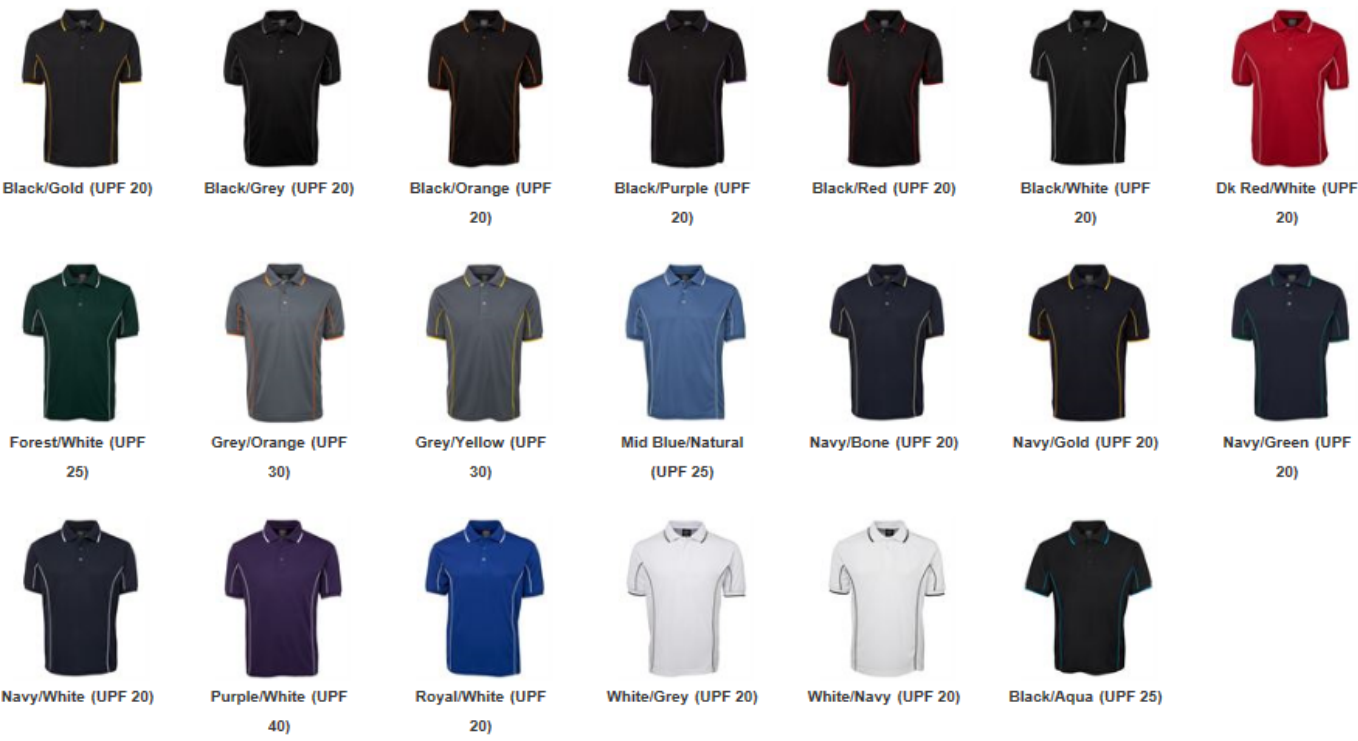 Black/Gold (UPF 20)
Black/Grey (UPF 20)
Black/Orange (UPF
20)
Black/Purple (UPF
20)
Black/Red (UPF 20)
Black/White (UPF
20)
Dk Red/White (UPF
20)
Forest/White (UPF
25)
Grey/Orange (UPF
30)
Grey/Yellow (UPF
30)
Mid Blue/Natural
(UPF 25)
Navy/Bone (UPF 20)
Navy/Gold (UPF 20)
Navy/Green (UPF
20)
Navy/White (UPF 20)
Purple/White (UPF
40)
Royal/White (UPF
20)
White/Grey (UPF 20)
White/Navy (UPF 20)
Black/Aqua (UPF 25)